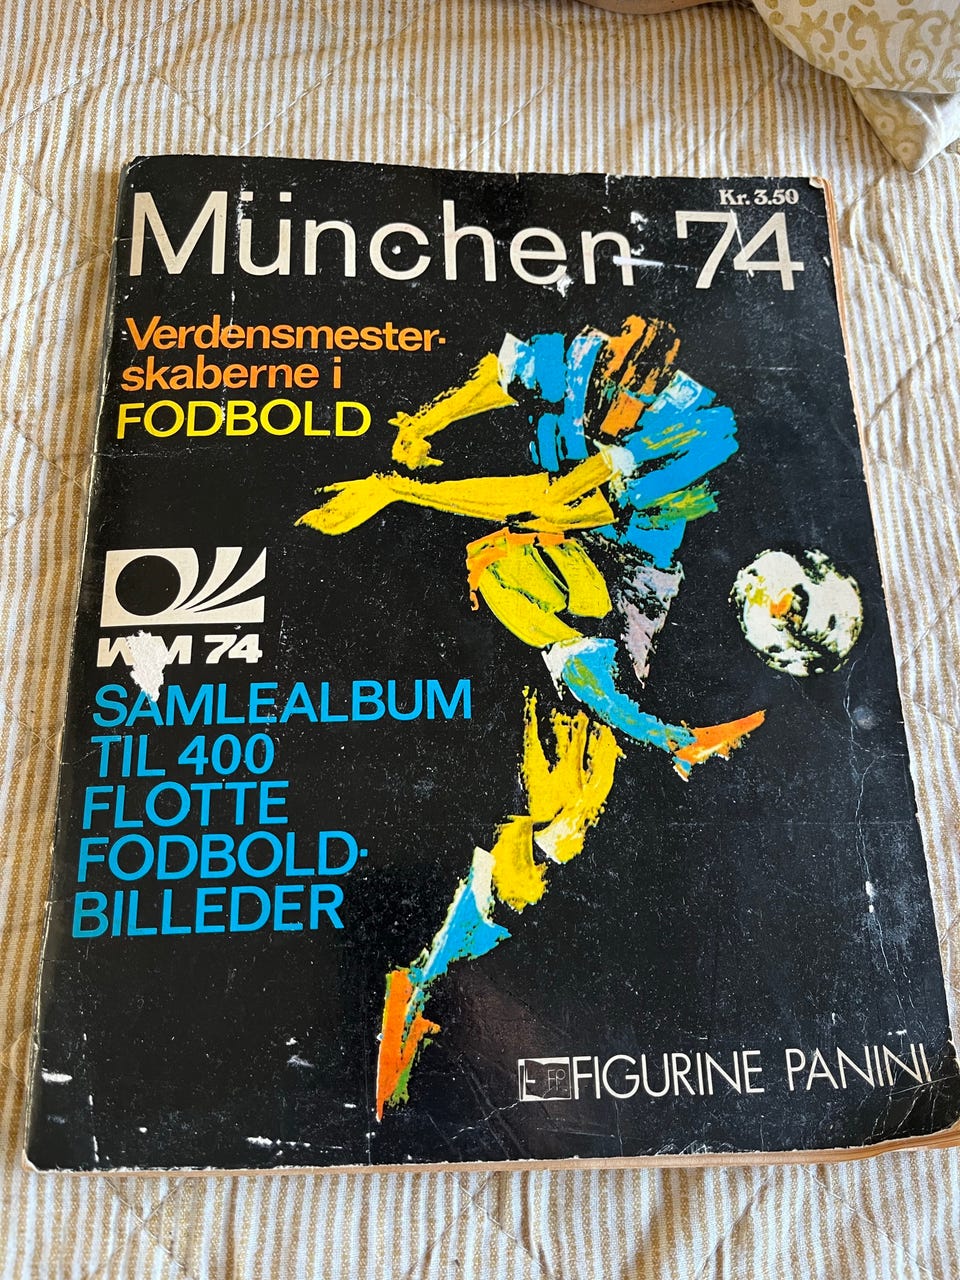 Kr. 3.50
München 74
Verdensmester-
skaberne i
FODBOLD
WM 74
SAMLEALBUM
TIL 400
FLOTTE
FODBOLD-
BILLEDER
FIGURINE PANINI